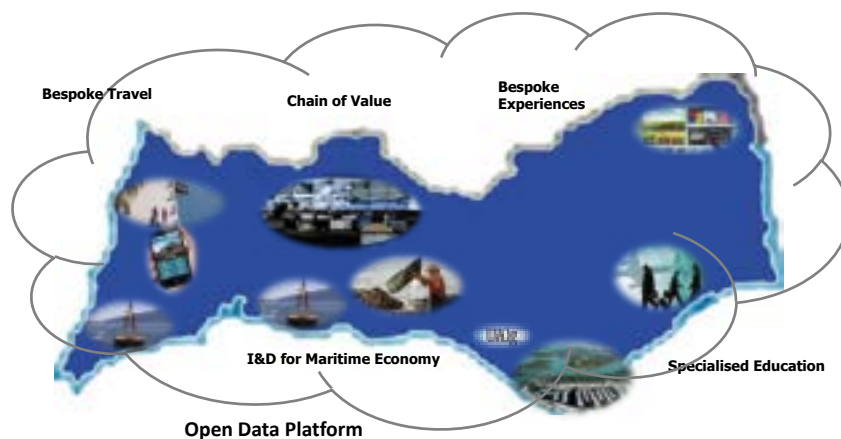 Bespoke Travel
Chain of Value
Bespoke
Experiences
I&D for Maritime Economy
Specialised Education
Open Data Platform